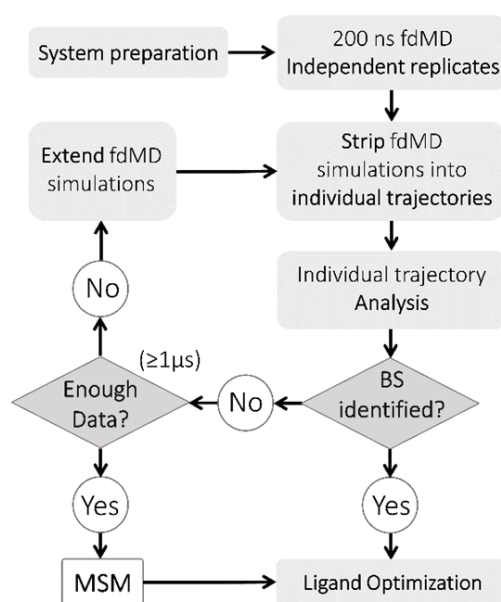 System preparation
200 ns fdMD
Independent replicates
Extend fdMD
simulations
Strip fdMD
simulations into
individual trajectories
Individual trajectory
Analysis
No
(≥1µs)
Enough
Data?
No
BS
identified?
Yes
Yes
MSM
Ligand Optimization